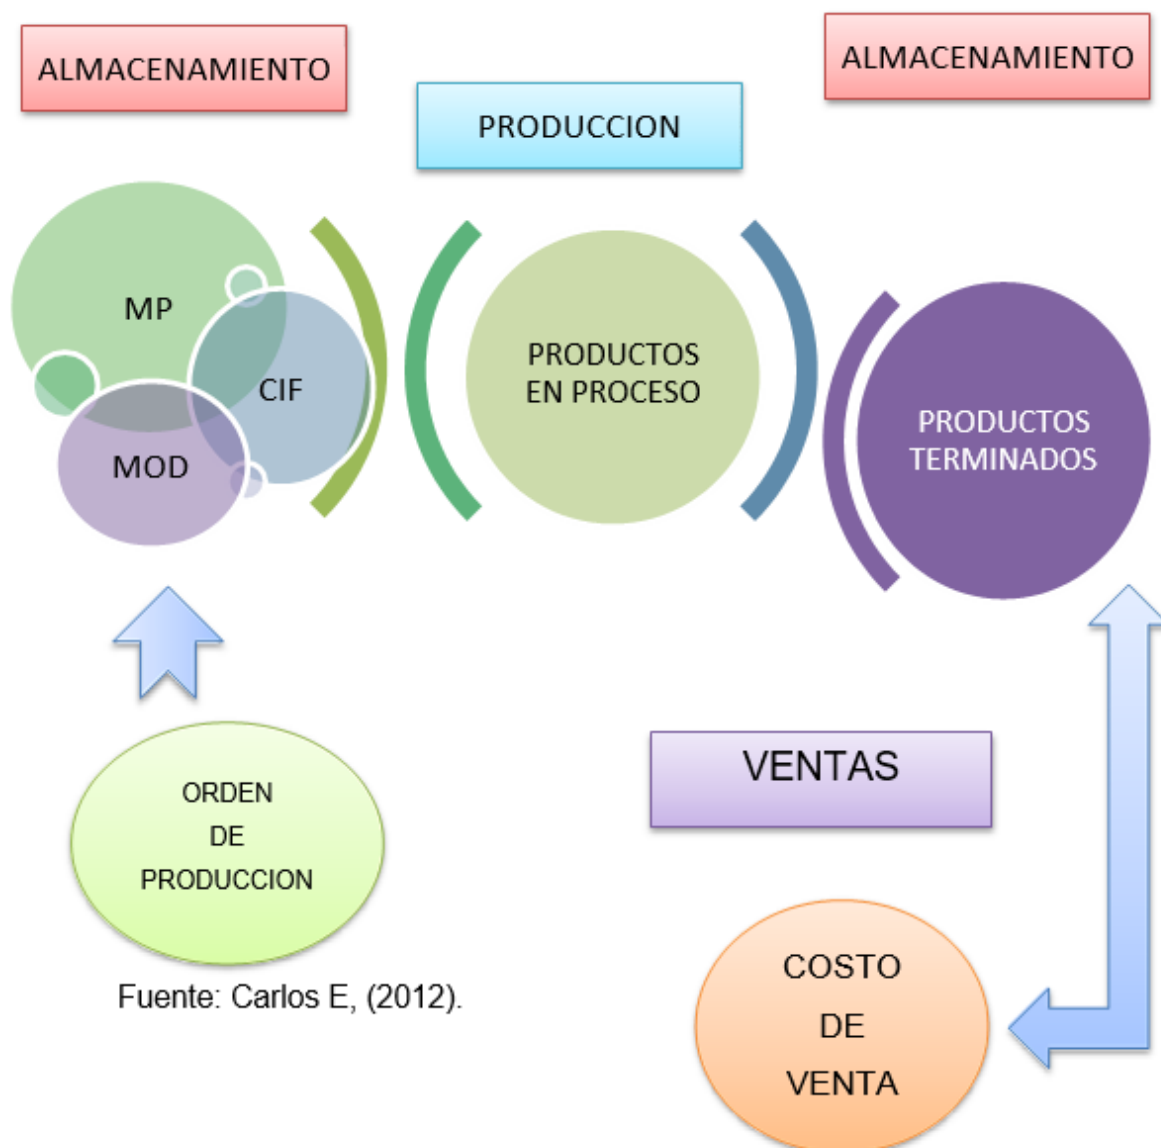 ALMACENAMIENTO
PRODUCCION
ALMACENAMIENTO
MP
CIF
MOD
PRODUCTOS
EN PROCESO
PRODUCTOS
TERMINADOS
ORDEN
DE
PRODUCCION
Fuente: Carlos E, (2012).
VENTAS
COSTO
DE
VENTA